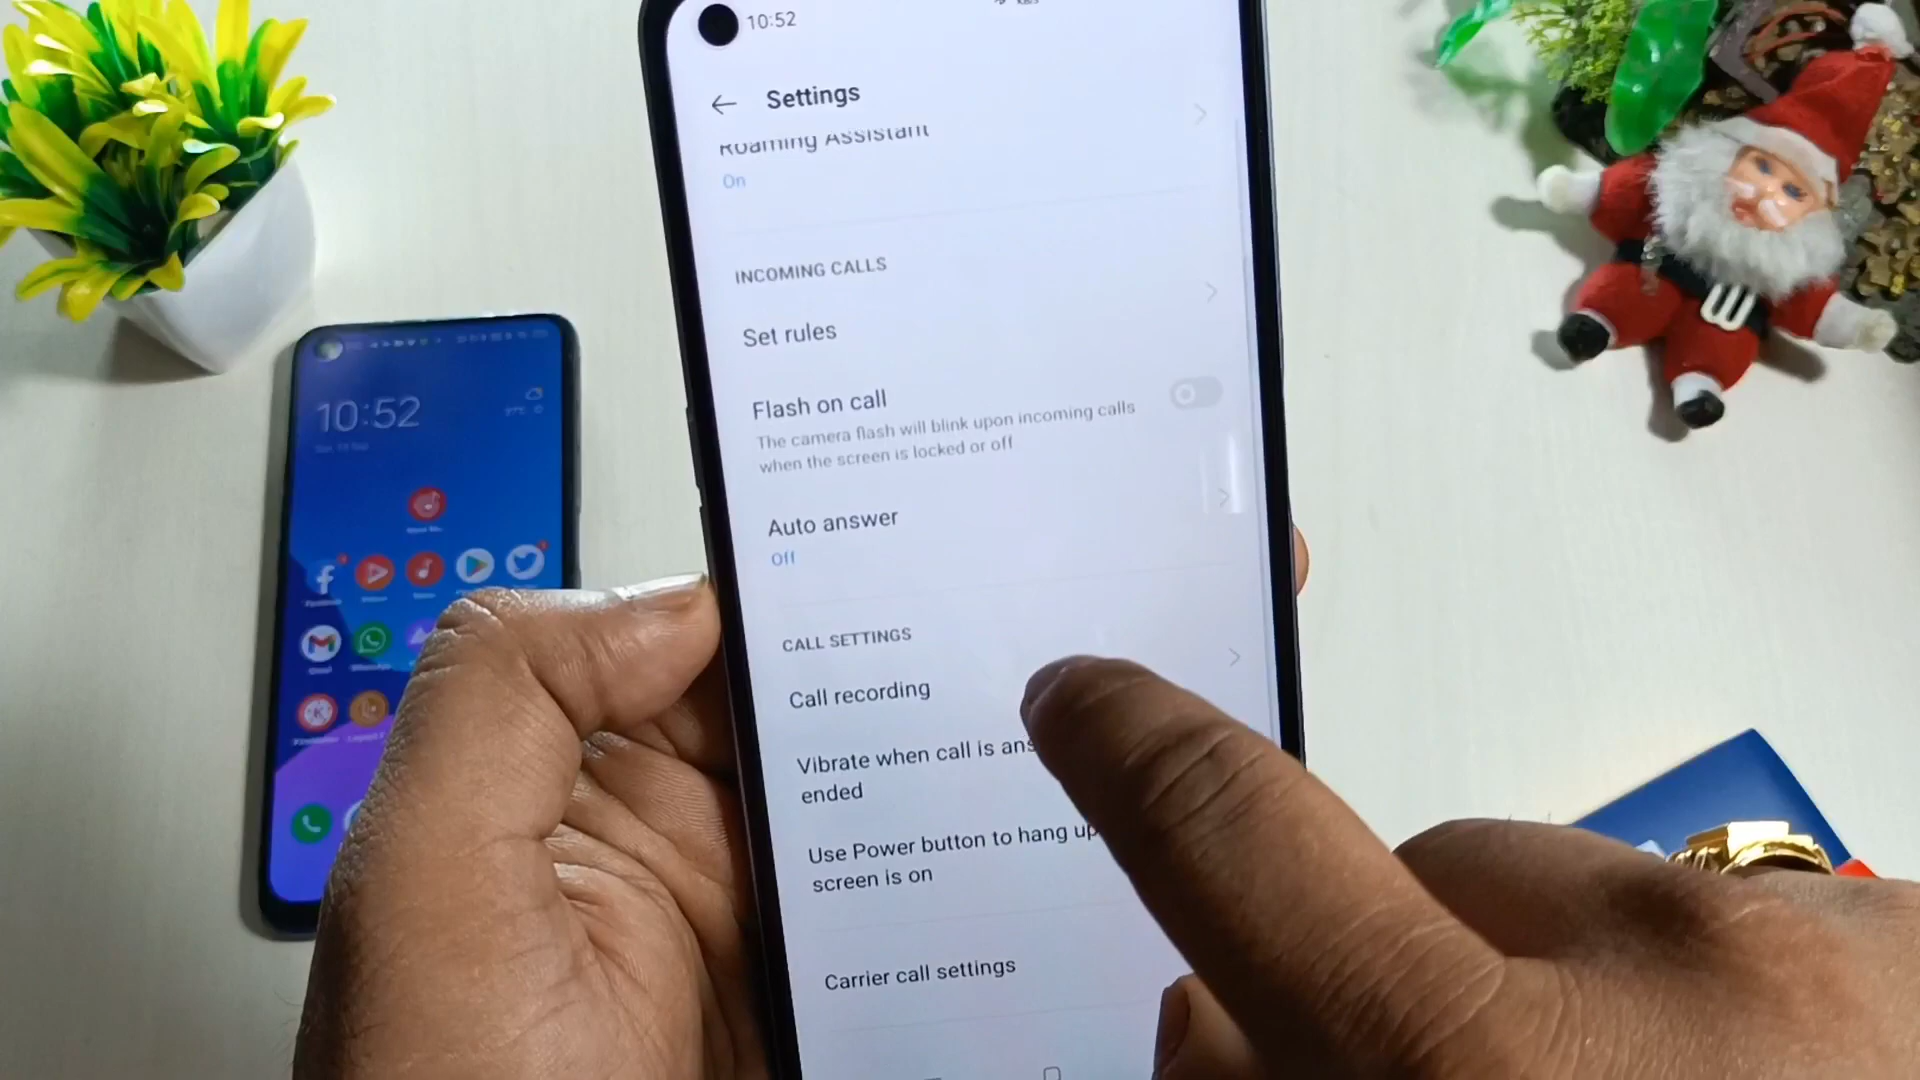 10:52
Settings
Roaming Assistant
On
INCOMING CALLS
Set rules
Flash on call
The camera flash will blink upon incoming calls
when the screen is locked or off
Auto answer
Off
CALL SETTINGS
Call recording
Vibrate when call is ans
ended
Use Power button to hang up
screen is on
Carrier call settings
10:52